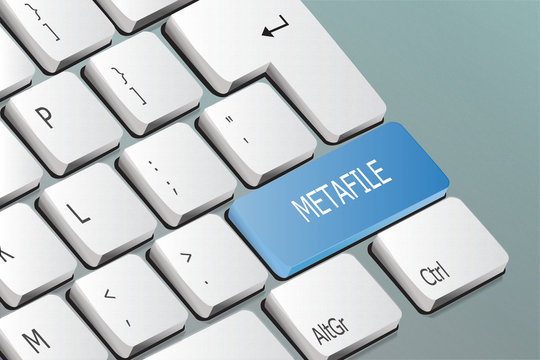 } ]
↵
P
} ]
" '
METAFILE
L
: ;
K
> .
Ctrl
< ,
AltGr
M